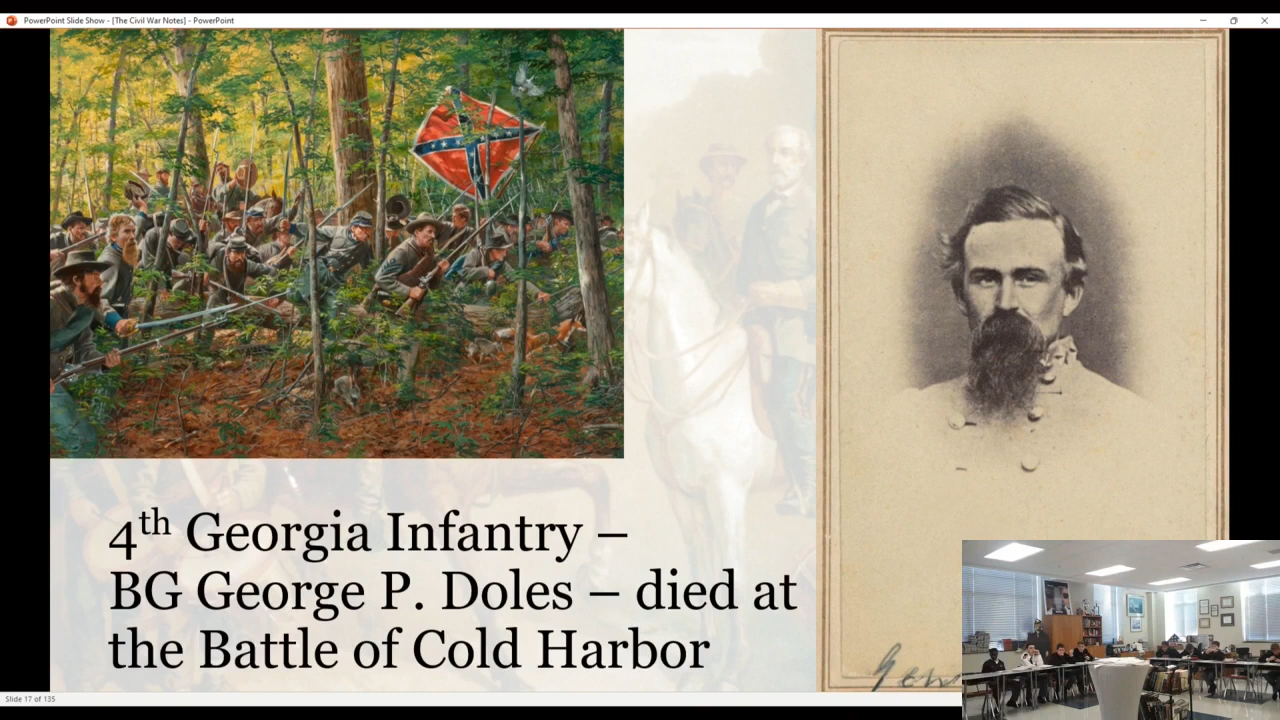 PowerPoint Slide Show - [The Civil War Notes] - PowerPoint
4th Georgia Infantry –
BG George P. Doles – died at
the Battle of Cold Harbor
Slide 17 of 135